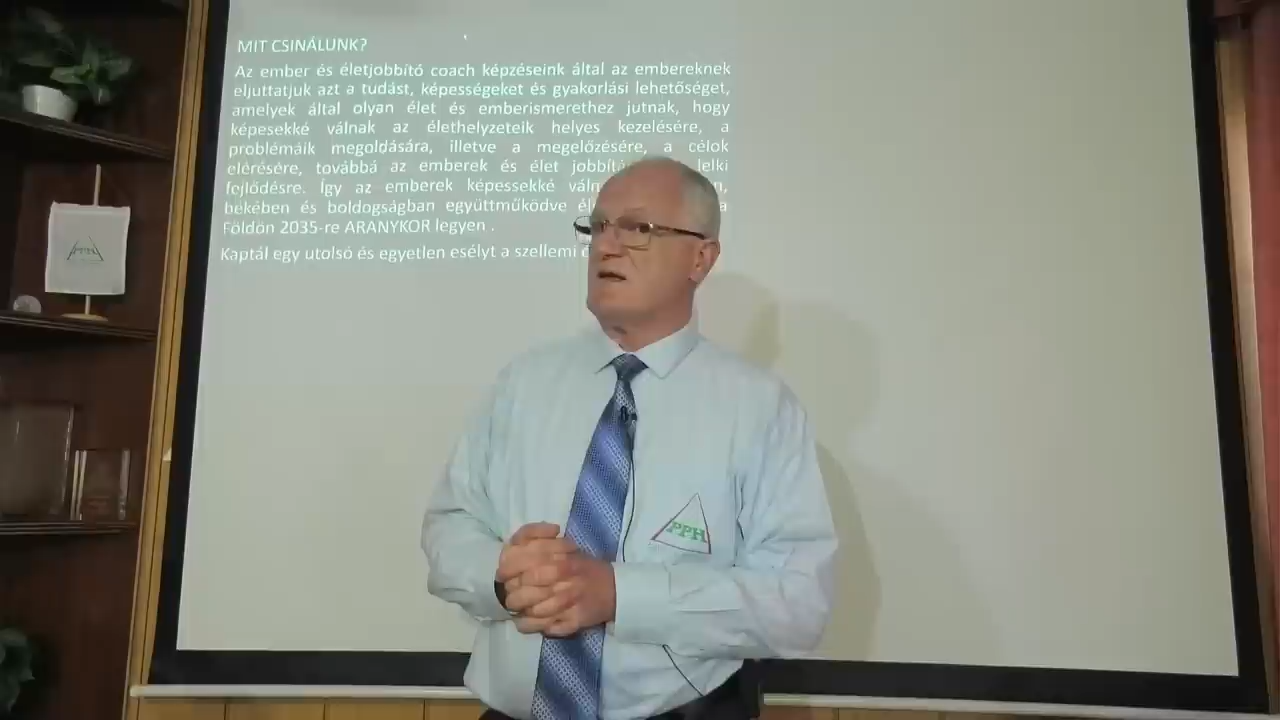 MIT CSINÁLUNK?
Az ember és életjobbító coach képzéseink által az embereknek
eljuttatjuk azt a tudást, képességeket és gyakorlási lehetőséget,
amelyek által olyan élet és emberismerethez jutnak, hogy
képesekké válnak az élethelyzeteik helyes kezelésére, a
problémáik megoldására, illetve a megelőzésére, a célok
elérésére, továbbá az emberek és élet lelki
fejlődésre. Így az emberek képessekké
békében és boldogságban együttműködve a
Földön 2035-re ARANYKOR legyen .
Kaptál egy utolsó és egyetlen esélyt a szellemi
PPH
PPH